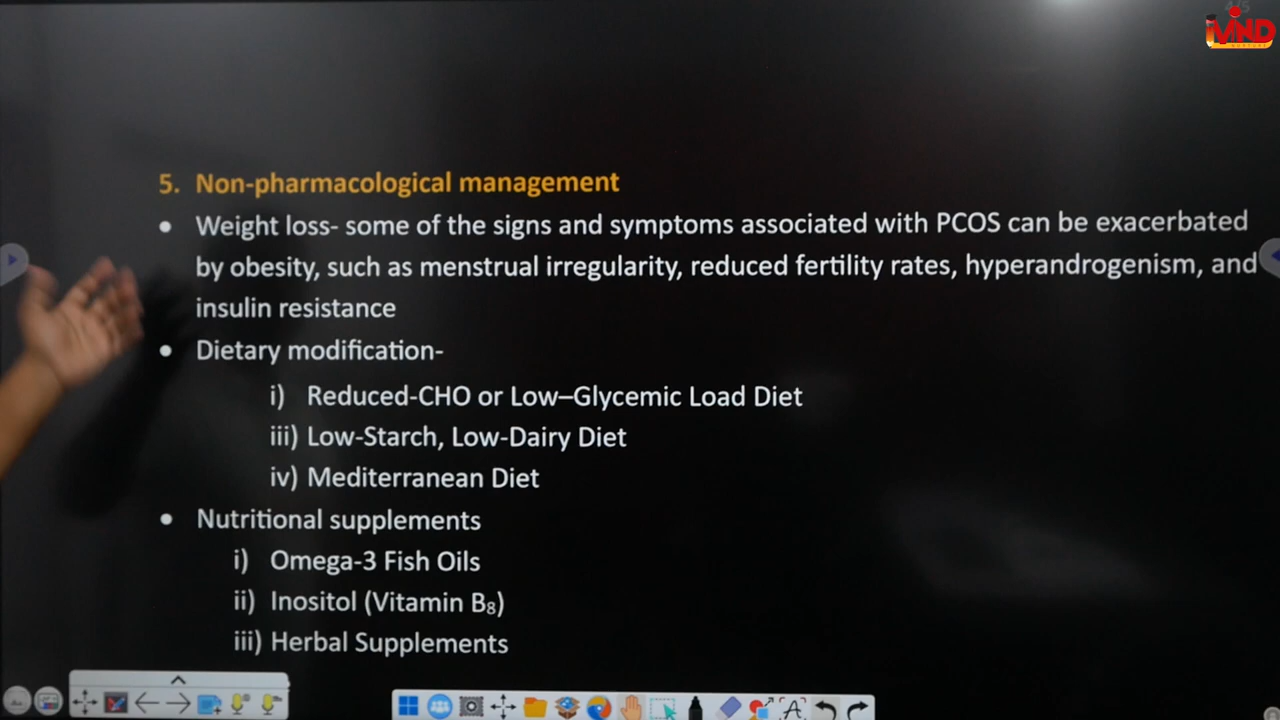 MIND
5. Non-pharmacological management
• Weight loss- some of the signs and symptoms associated with PCOS can be exacerbated
by obesity, such as menstrual irregularity, reduced fertility rates, hyperandrogenism, and
insulin resistance
• Dietary modification-
i) Reduced-CHO or Low–Glycemic Load Diet
iii) Low-Starch, Low-Dairy Diet
iv) Mediterranean Diet
• Nutritional supplements
i) Omega-3 Fish Oils
ii) Inositol (Vitamin B₈)
iii) Herbal Supplements